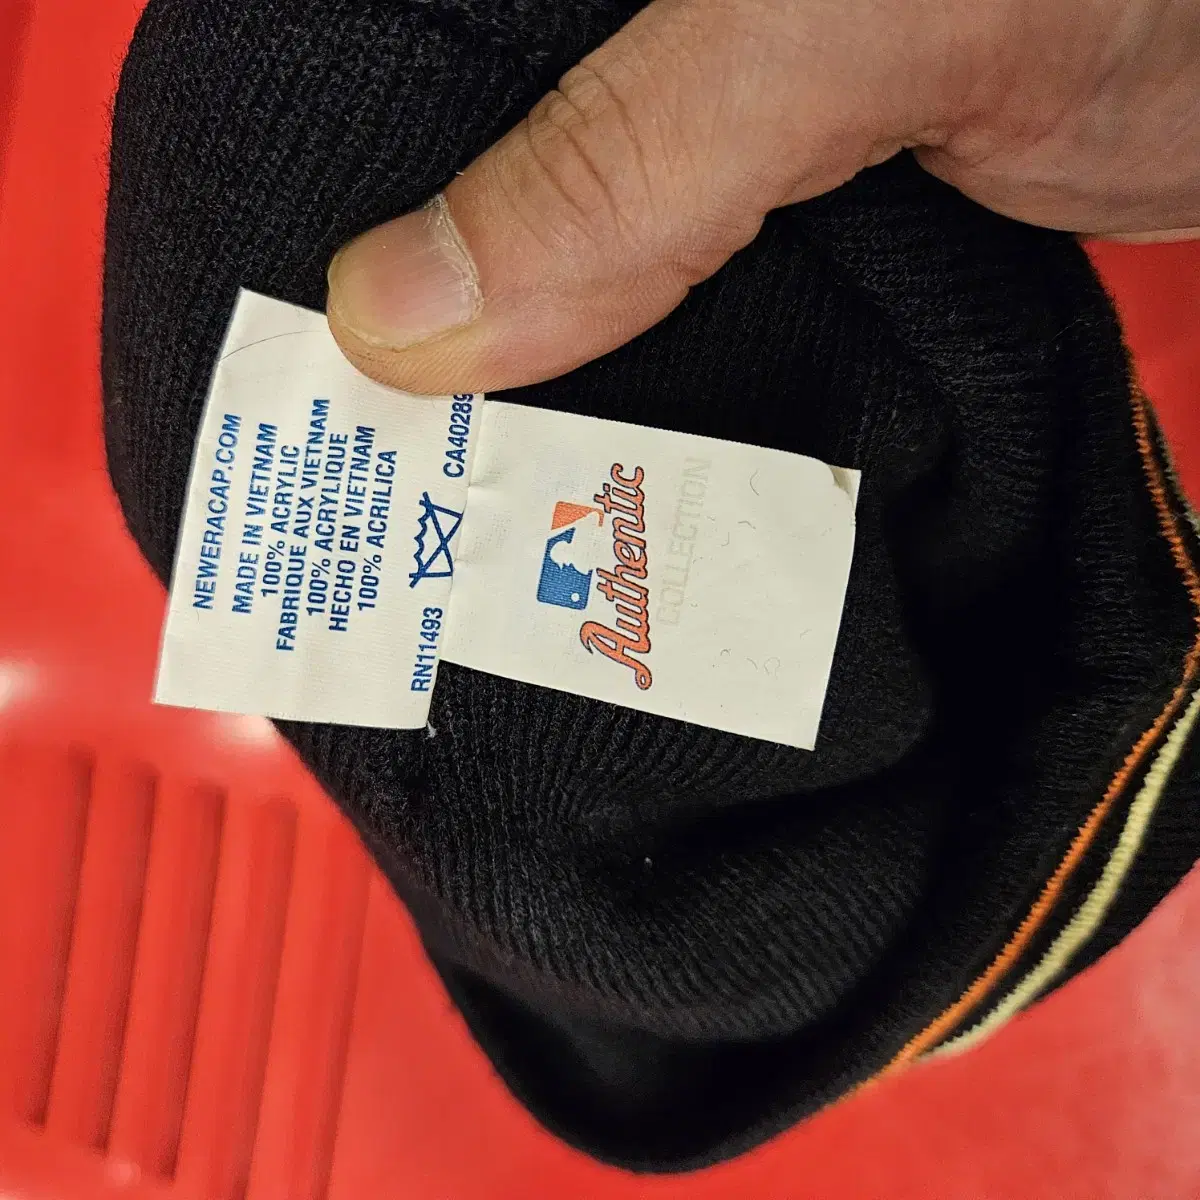 NEWERACAP.COM
MADE IN VIETNAM
100% ACRYLIC
FABRIQUE AUX VIETNAM
100% ACRYLIQUE
HECHO EN VIETNAM
100% ACRILICA
RN11493 CA40289
Authentic
COLLECTION